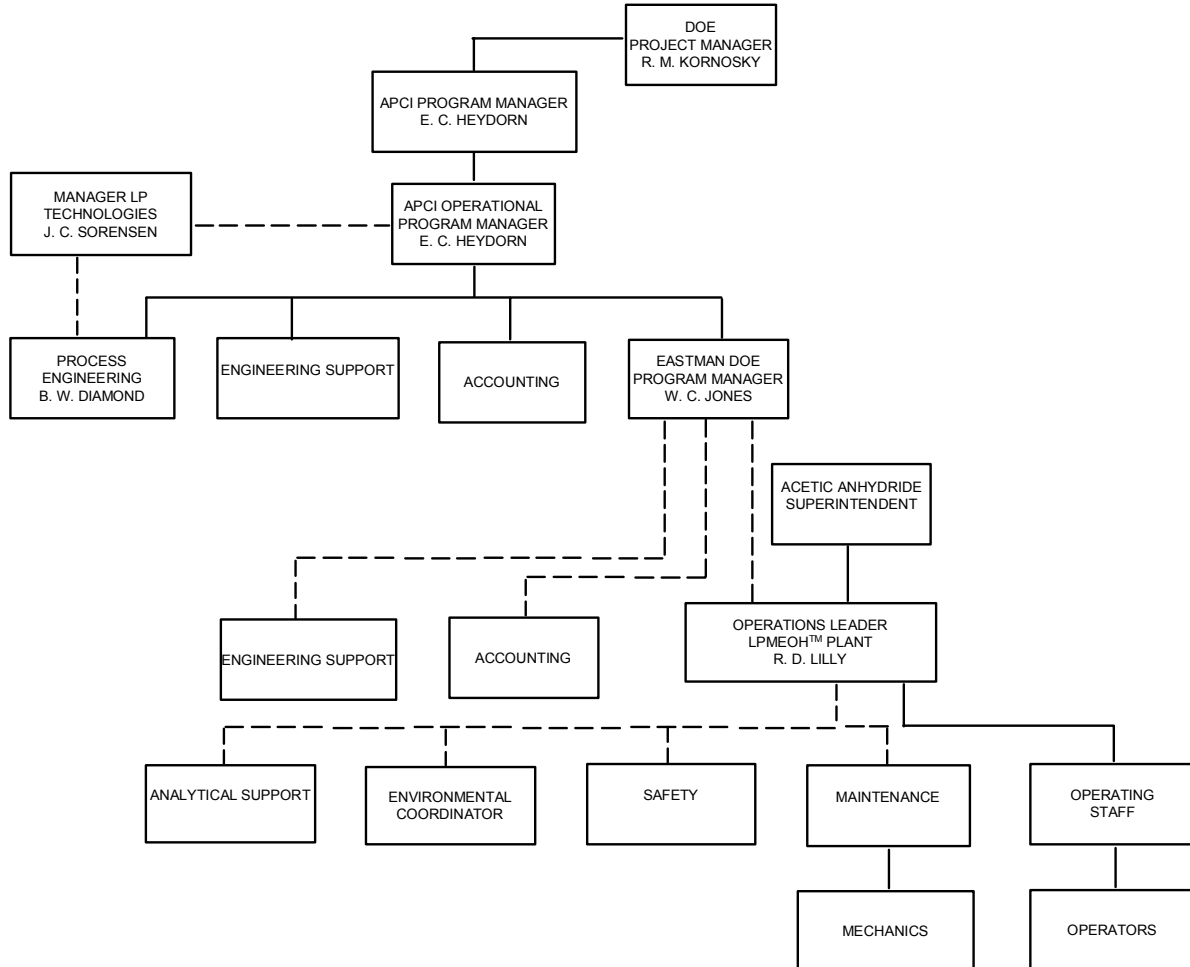 DOE
PROJECT MANAGER
R. M. KORNOSKY
APCI PROGRAM MANAGER
E. C. HEYDORN
MANAGER LP
TECHNOLOGIES
J. C. SORENSEN
APCI OPERATIONAL
PROGRAM MANAGER
E. C. HEYDORN
PROCESS
ENGINEERING
B. W. DIAMOND
ENGINEERING SUPPORT
ACCOUNTING
EASTMAN DOE
PROGRAM MANAGER
W. C. JONES
ACETIC ANHYDRIDE
SUPERINTENDENT
ENGINEERING SUPPORT
ACCOUNTING
OPERATIONS LEADER
LPMEOH™ PLANT
R. D. LILLY
ANALYTICAL SUPPORT
ENVIRONMENTAL
COORDINATOR
SAFETY
MAINTENANCE
OPERATING
STAFF
MECHANICS
OPERATORS